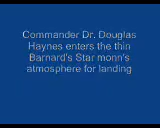 Commander Dr. Douglas
Haynes enters the thin
Barnard's Star monn's
atmosphere for landing